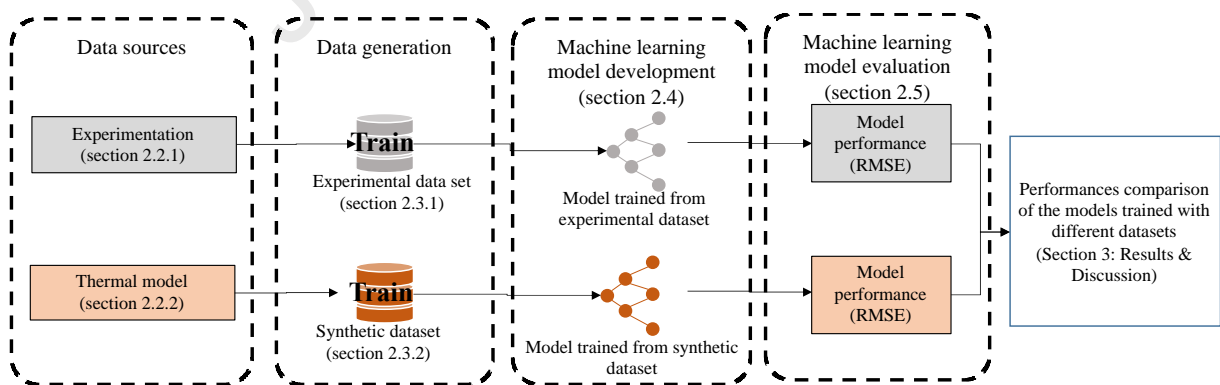 Data sources
Data generation
Machine learning
model development
(section 2.4)
Machine learning
model evaluation
(section 2.5)
Experimentation
(section 2.2.1)
Train
Experimental data set
(section 2.3.1)
Model trained from
experimental dataset
Model
performance
(RMSE)
Thermal model
(section 2.2.2)
Train
Synthetic dataset
(section 2.3.2)
Model trained from synthetic
dataset
Model
performance
(RMSE)
Performances comparison
of the models trained with
different datasets
(Section 3: Results &
Discussion)